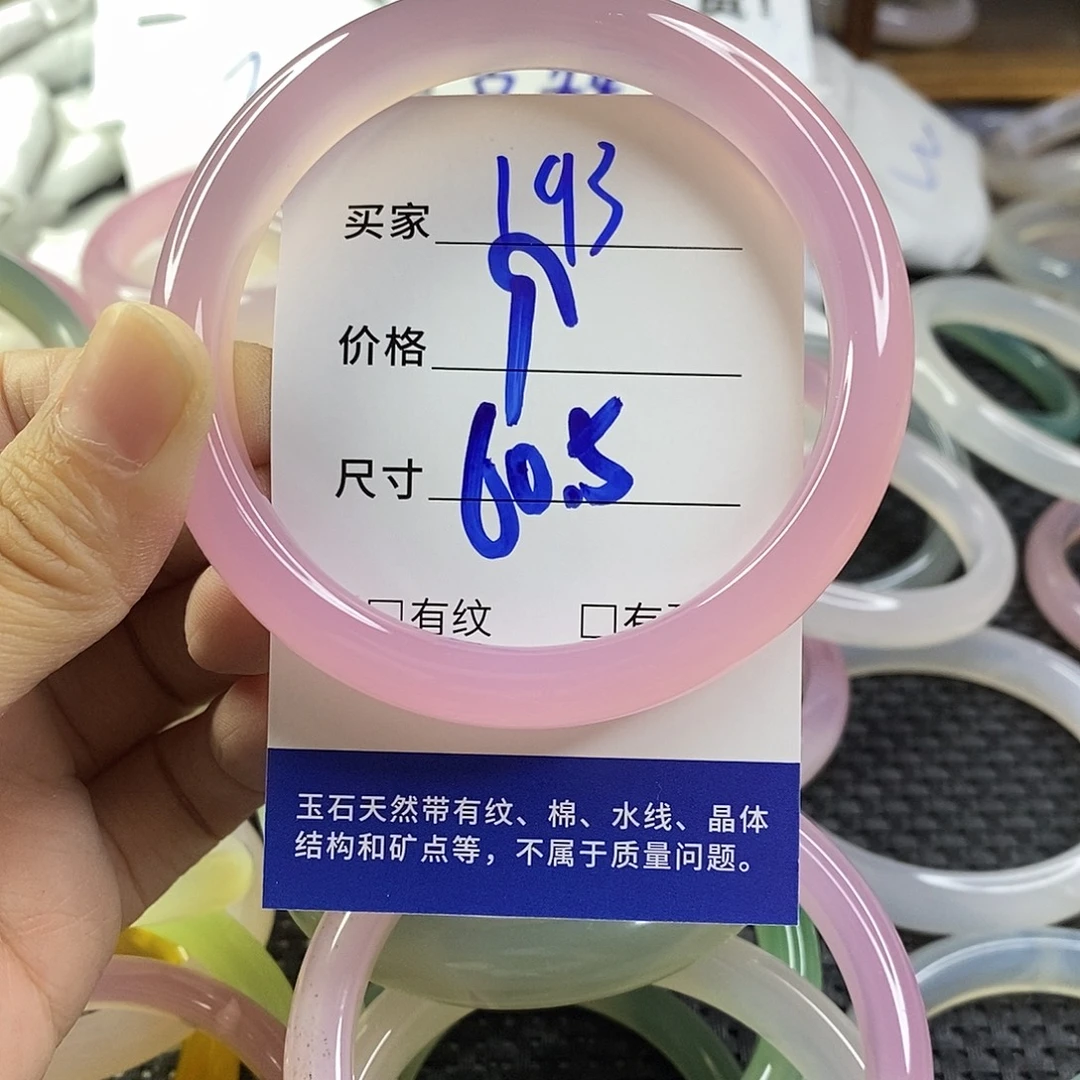 买家 193
价格
尺寸 60.5
□有纹 □有
玉石天然带有纹、棉、水线、晶体
结构和矿点等，不属于质量问题。